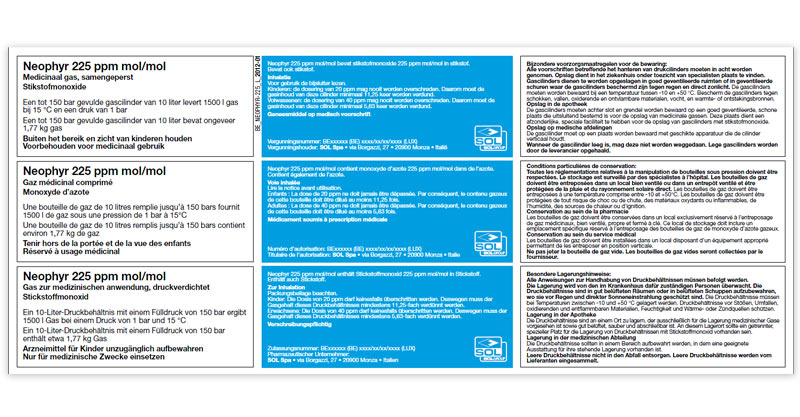 Neophyr 225 ppm mol/mol
Medicinaal gas, samengeperst
Stikstofmonoxide
Een tot 150 bar gevulde gascilinder van 10 liter levert 1500 l gas
bij 15 °C en een druk van 1 bar
Een tot 150 bar gevulde gascilinder van 10 liter bevat ongeveer
1,77 kg gas
Buiten het bereik en zicht van kinderen houden
Voorbehouden voor medicinaal gebruik
BE_NEOPHYR-225_L_2012-01
Neophyr 225 ppm mol/mol bevat stikstofmonoxide 225 ppm mol/mol in stikstof.
Bevat ook stikstof.
Inhalatie
Voor gebruik de bijsluiter lezen.
Kinderen: de dosering van 20 ppm mag nooit worden overschreden. Daarom moet de
gasinhoud van deze cilinder minimaal 11,25 keer worden verdund.
Volwassenen: de dosering van 40 ppm mag nooit worden overschreden. Daarom moet de
gasinhoud van deze cilinder minimaal 5,63 keer worden verdund.
Geneesmiddel op medisch voorschrift
Vergunningsnummer: BExxxxxx (BE) xxxx/xx/xx/xxxx (LUX)
Vergunninghouder: SOL Spa • via Borgazzi, 27 • 20900 Monza • Italië
SOL
SOLGROUP
Bijzondere voorzorgsmaatregelen voor de bewaring:
Alle voorschriften betreffende het hanteren van drukcilinders moeten in acht worden
genomen. Opslag dient in het ziekenhuis onder toezicht van specialisten plaats te vinden.
Gascilinders dienen te worden opgeslagen in goed geventileerde ruimten of in geventileerde
schuren waar de gascilinders beschermd zijn tegen regen en direct zonlicht. De gascilinders
moeten worden bewaard bij een temperatuur tussen -10 en +50 °C. Bescherm de gascilinders tegen
schokken, vallen, oxiderende en ontvlambare materialen, vocht, en warmte- of ontstekingsbronnen.
Opslag in de apotheek
De gascilinders moeten achter slot en grendel worden bewaard op een goed geventileerde, schone
plaats die uitsluitend bestemd is voor de opslag van medicinale gassen. Deze plaats dient een
afzonderlijke, speciale faciliteit te hebben voor de opslag van gascilinders met stikstofmonoxide.
Opslag op medische afdelingen
De gascilinder moet op een plaats worden bewaard met geschikte apparatuur die de cilinder
verticaal houdt.
Wanneer de gascilinder leeg is, mag deze niet worden weggedaan. Lege gascilinders worden
door de leverancier opgehaald.
Neophyr 225 ppm mol/mol
Gaz médicinal comprimé
Monoxyde d'azote
Une bouteille de gaz de 10 litres remplie jusqu'à 150 bars fournit
1500 l de gaz sous une pression de 1 bar à 15°C
Une bouteille de gaz de 10 litres remplis jusqu'à 150 bars contient
environ 1,77 kg de gaz
Tenir hors de la portée et de la vue des enfants
Réservé à usage médicinal
Neophyr 225 ppm mol/mol contient monoxyde d'azote 225 ppm mol/mol dans de l'azote.
Contient également de l'azote.
Voie inhalée
Lire la notice avant utilisation.
Enfants : La dose de 20 ppm ne doit jamais être dépassée. Par conséquent, le contenu gazeux
de cette bouteille doit être dilué au moins 11,25 fois.
Adultes : La dose de 40 ppm ne doit jamais être dépassée. Par conséquent, le contenu gazeux
de cette bouteille doit être dilué au moins 5,63 fois.
Médicament soumis à prescription médicale
Numéro d'autorisation: BExxxxxx (BE) xxxx/xx/xx/xxxx (LUX)
Titulaire de l'autorisation: SOL Spa • via Borgazzi, 27 • 20900 Monza • Italien
SOL
SOLGROUP
Conditions particulières de conservation:
Toutes les réglementations relatives à la manipulation de bouteilles sous pression doivent être
respectées. Le stockage est surveillé par des spécialistes à l'hôpital. Les bouteilles de gaz
doivent être entreposées dans un local bien ventilé ou dans un entrepôt ventilé et être
protégées de la pluie et du rayonnement solaire direct. Les bouteilles de gaz doivent être
entreposées à une température comprise entre -10 et +50°C. Les bouteilles de gaz doivent être
protégées de tout risque de choc ou de chute, des matériaux oxydants ou inflammables, de
l'humidité, des sources de chaleur ou d'ignition.
Conservation au sein de la pharmacie
Les bouteilles de gaz doivent être conservées dans un local exclusivement réservé à l'entreposage
de gaz médicinaux, bien ventilé, propre et fermé à clé. Ce local de stockage doit inclure un
emplacement spécifique réservé à l'entreposage des bouteilles de gaz de monoxyde d'azote gazeux.
Conservation au sein du service médical
Les bouteilles de gaz doivent être installées dans un local disposant d'un équipement approprié
permettant de les entreposer en position verticale.
Ne pas jeter la bouteille de gaz vide. Les bouteilles de gaz vides seront collectées par le
fournisseur.
Neophyr 225 ppm mol/mol
Gas zur medizinischen anwendung, druckverdichtet
Stickstoffmonoxid
Ein 10-Liter-Druckbehältnis mit einem Fülldruck von 150 bar ergibt
1500 l Gas bei einem Druck von 1 bar und 15 °C
Ein 10-Liter-Druckbehältnis mit einem Fülldruck von 150 bar
enthält etwa 1,77 kg Gas
Arzneimittel für Kinder unzugänglich aufbewahren
Nur für medizinische Zwecke einsetzen
Neophyr 225 ppm mol/mol enthält Stickstoffmonoxid 225 ppm mol/mol in Stickstoff.
Enthält auch Stickstoff.
Zur Inhalation
Packungsbeilage beachten.
Kinder: Die Dosis von 20 ppm darf keinesfalls überschritten werden. Deswegen muss der
Gasgehalt dieses Druckbehältnisses mindestens 11,25-fach verdünnt werden.
Erwachsene: Die Dosis von 40 ppm darf keinesfalls überschritten werden. Deswegen muss der
Gasgehalt dieses Druckbehältnisses mindestens 5,63-fach verdünnt werden.
Verschreibungspflichtig
Zulassungsnummer: BExxxxxx (BE) xxxx/xx/xx/xxxx (LUX)
Pharmazeutischer Unternehmer:
SOL Spa • via Borgazzi, 27 • 20900 Monza • Italien
SOL
SOLGROUP
Besondere Lagerungshinweise:
Alle Anweisungen zur Handhabung von Druckbehältnissen müssen befolgt werden.
Die Lagerung wird von den im Krankenhaus dafür zuständigen Personen überwacht. Die
Druckbehältnisse sind in gut belüfteten Räumen oder in belüfteten Schuppen aufzubewahren,
wo sie vor Regen und direkter Sonneneinstrahlung geschützt sind. Die Druckbehältnisse müssen
bei Temperaturen zwischen -10 und +50 °C gelagert werden. Druckbehältnisse vor Stößen, Umfallen,
oxidierenden und entflammbaren Materialien, Feuchtigkeit und Wärme- oder Zündquellen schützen.
Lagerung in der Apotheke
Die Druckbehältnisse sind an einem Ort zu lagern, der ausschließlich für die Lagerung medizinischer Gase
vorgesehen ist sowie gut belüftet, sauber und abschließbar ist. An diesem Lagerort sollte ein getrennter,
spezieller Platz für die Lagerung von Druckbehältnissen mit Stickstoffmonoxid vorhanden sein.
Lagerung in der medizinischen Abteilung
Die Druckbehältnisse sollten in einem Bereich aufbewahrt werden, in dem eine geeignete
Ausstattung für ihre stehende Lagerung vorhanden ist.
Leere Druckbehältnisse nicht in den Abfall entsorgen. Leere Druckbehältnisse werden vom
Lieferanten eingesammelt.